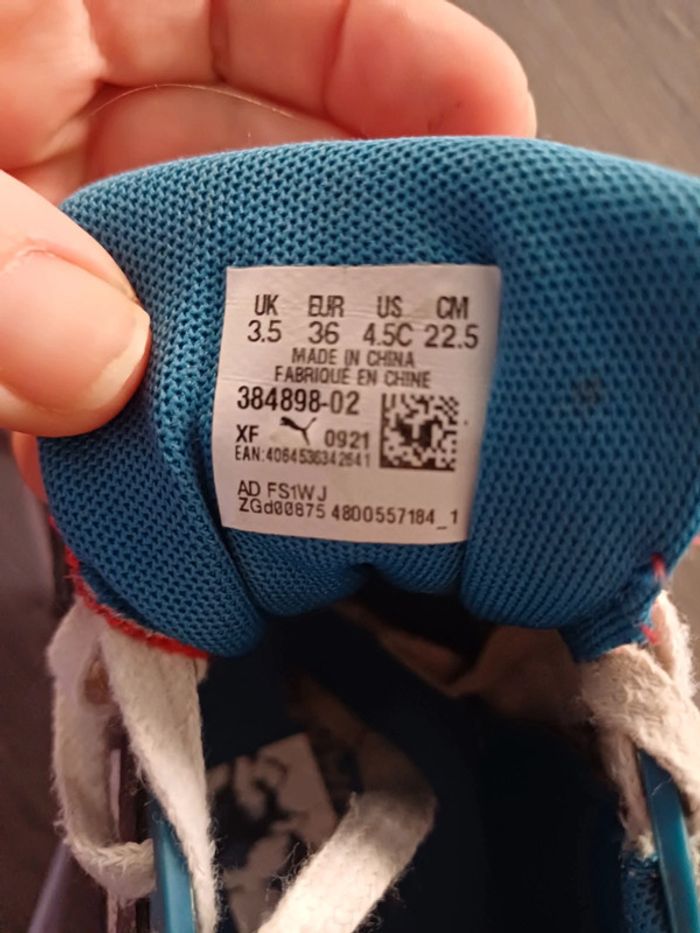 UK EUR US CM
3.5 36 4.5C 22.5
MADE IN CHINA
FABRIQUÉ EN CHINE
384898-02
XF 0921
EAN:4064536342641
AD FS1WJ
ZGd00875 4800557184_1